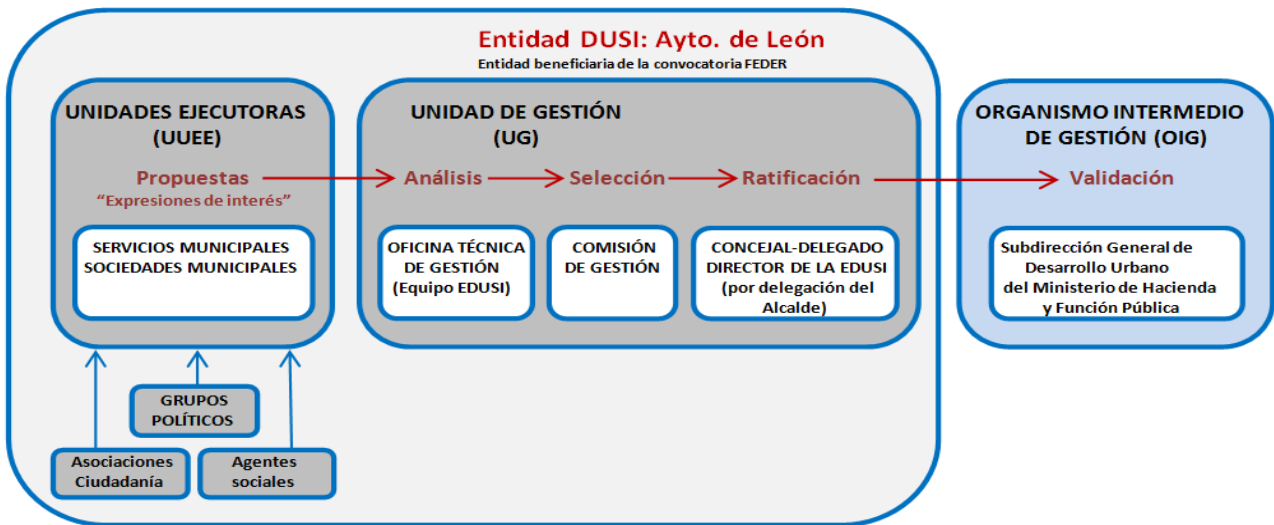 Entidad DUSI: Ayto. de León
Entidad beneficiaria de la convocatoria FEDER
UNIDADES EJECUTORAS
(UUEE)
Propuestas
“Expresiones de interés”
SERVICIOS MUNICIPALES
SOCIEDADES MUNICIPALES
UNIDAD DE GESTIÓN
(UG)
Análisis
Selección
Ratificación
OFICINA TÉCNICA
DE GESTIÓN
(Equipo EDUSI)
COMISIÓN
DE GESTIÓN
CONCEJAL-DELEGADO
DIRECTOR DE LA EDUSI
(por delegación del
Alcalde)
ORGANISMO INTERMEDIO
DE GESTIÓN (OIG)
Validación
Subdirección General de
Desarrollo Urbano
del Ministerio de Hacienda
y Función Pública
GRUPOS
POLÍTICOS
Asociaciones
Ciudadanía
Agentes
sociales